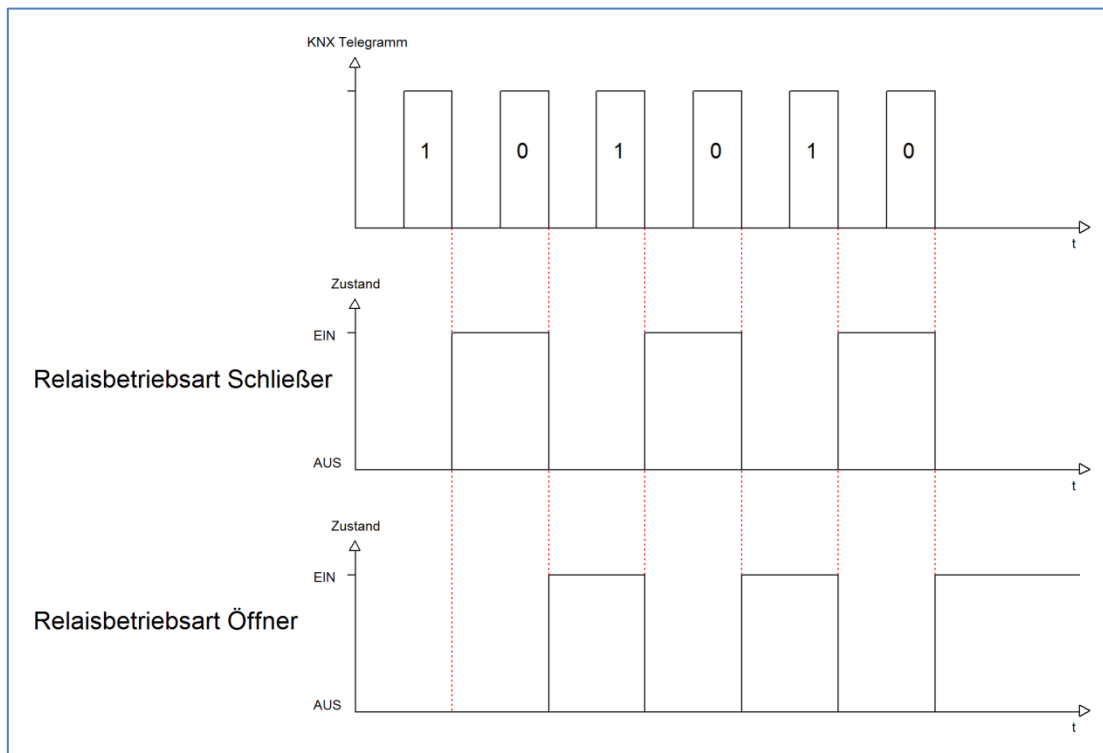 KNX Telegramm
1 0 1 0 1 0
t
Zustand
EIN
Relaisbetriebsart Schließer
AUS
t
Zustand
EIN
Relaisbetriebsart Öffner
AUS
t